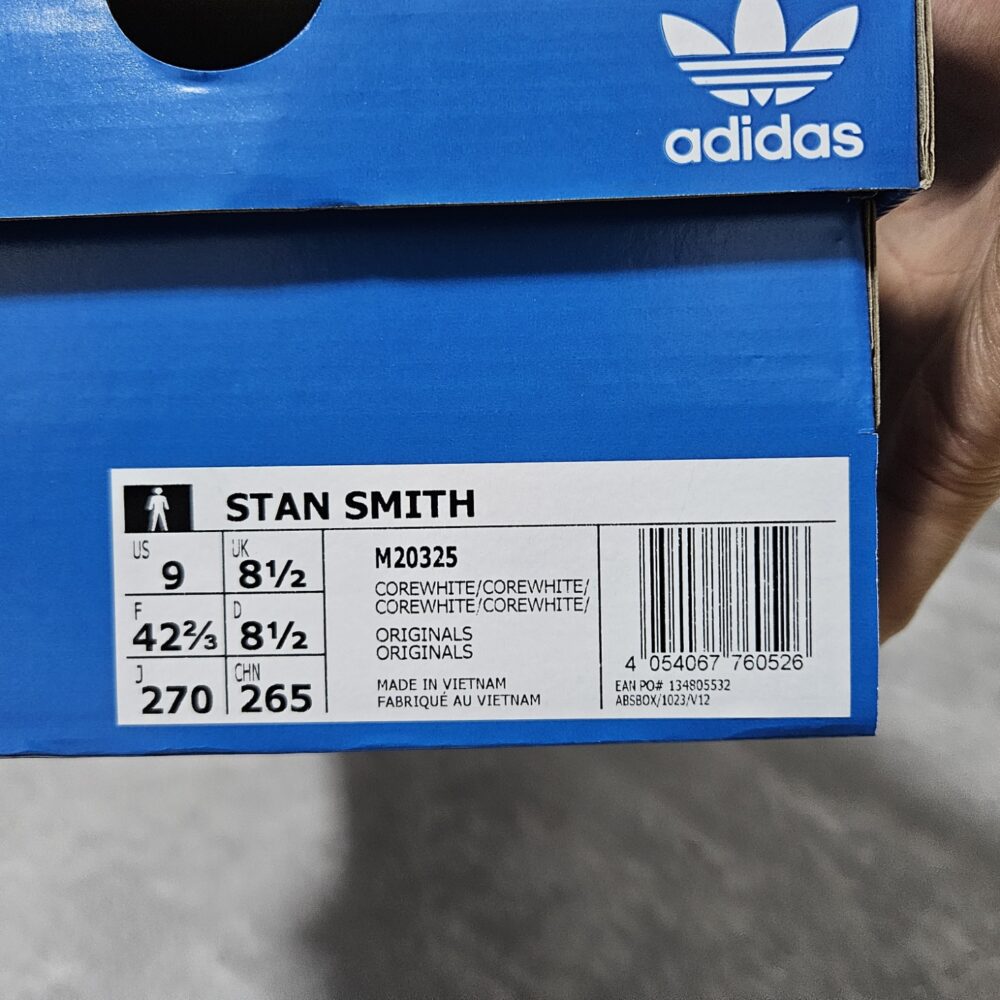 adidas
STAN SMITH
US
9
UK
8½
F
42⅔
D
8½
J
270
CHN
265
M20325
COREWHITE/COREWHITE/
COREWHITE/COREWHITE/
ORIGINALS
ORIGINALS
MADE IN VIETNAM
FABRIQUÉ AU VIETNAM
4 054067 760526
EAN PO# 134805532
ABSBOX/1023/V12